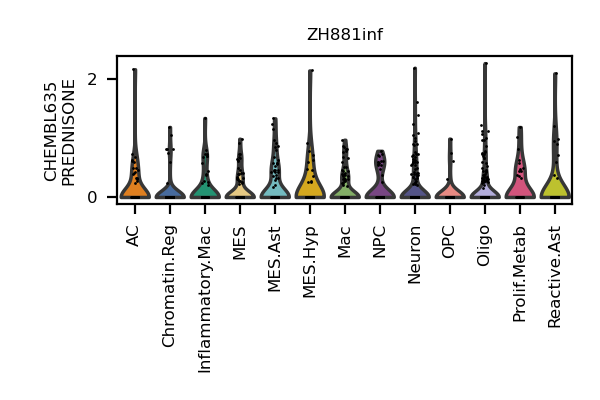 ZH881inf
CHEMBL635
PREDNISONE
2
0
AC
Chromatin.Reg
Inflammatory.Mac
MES
MES.Ast
MES.Hyp
Mac
NPC
Neuron
OPC
Oligo
Prolif.Metab
Reactive.Ast